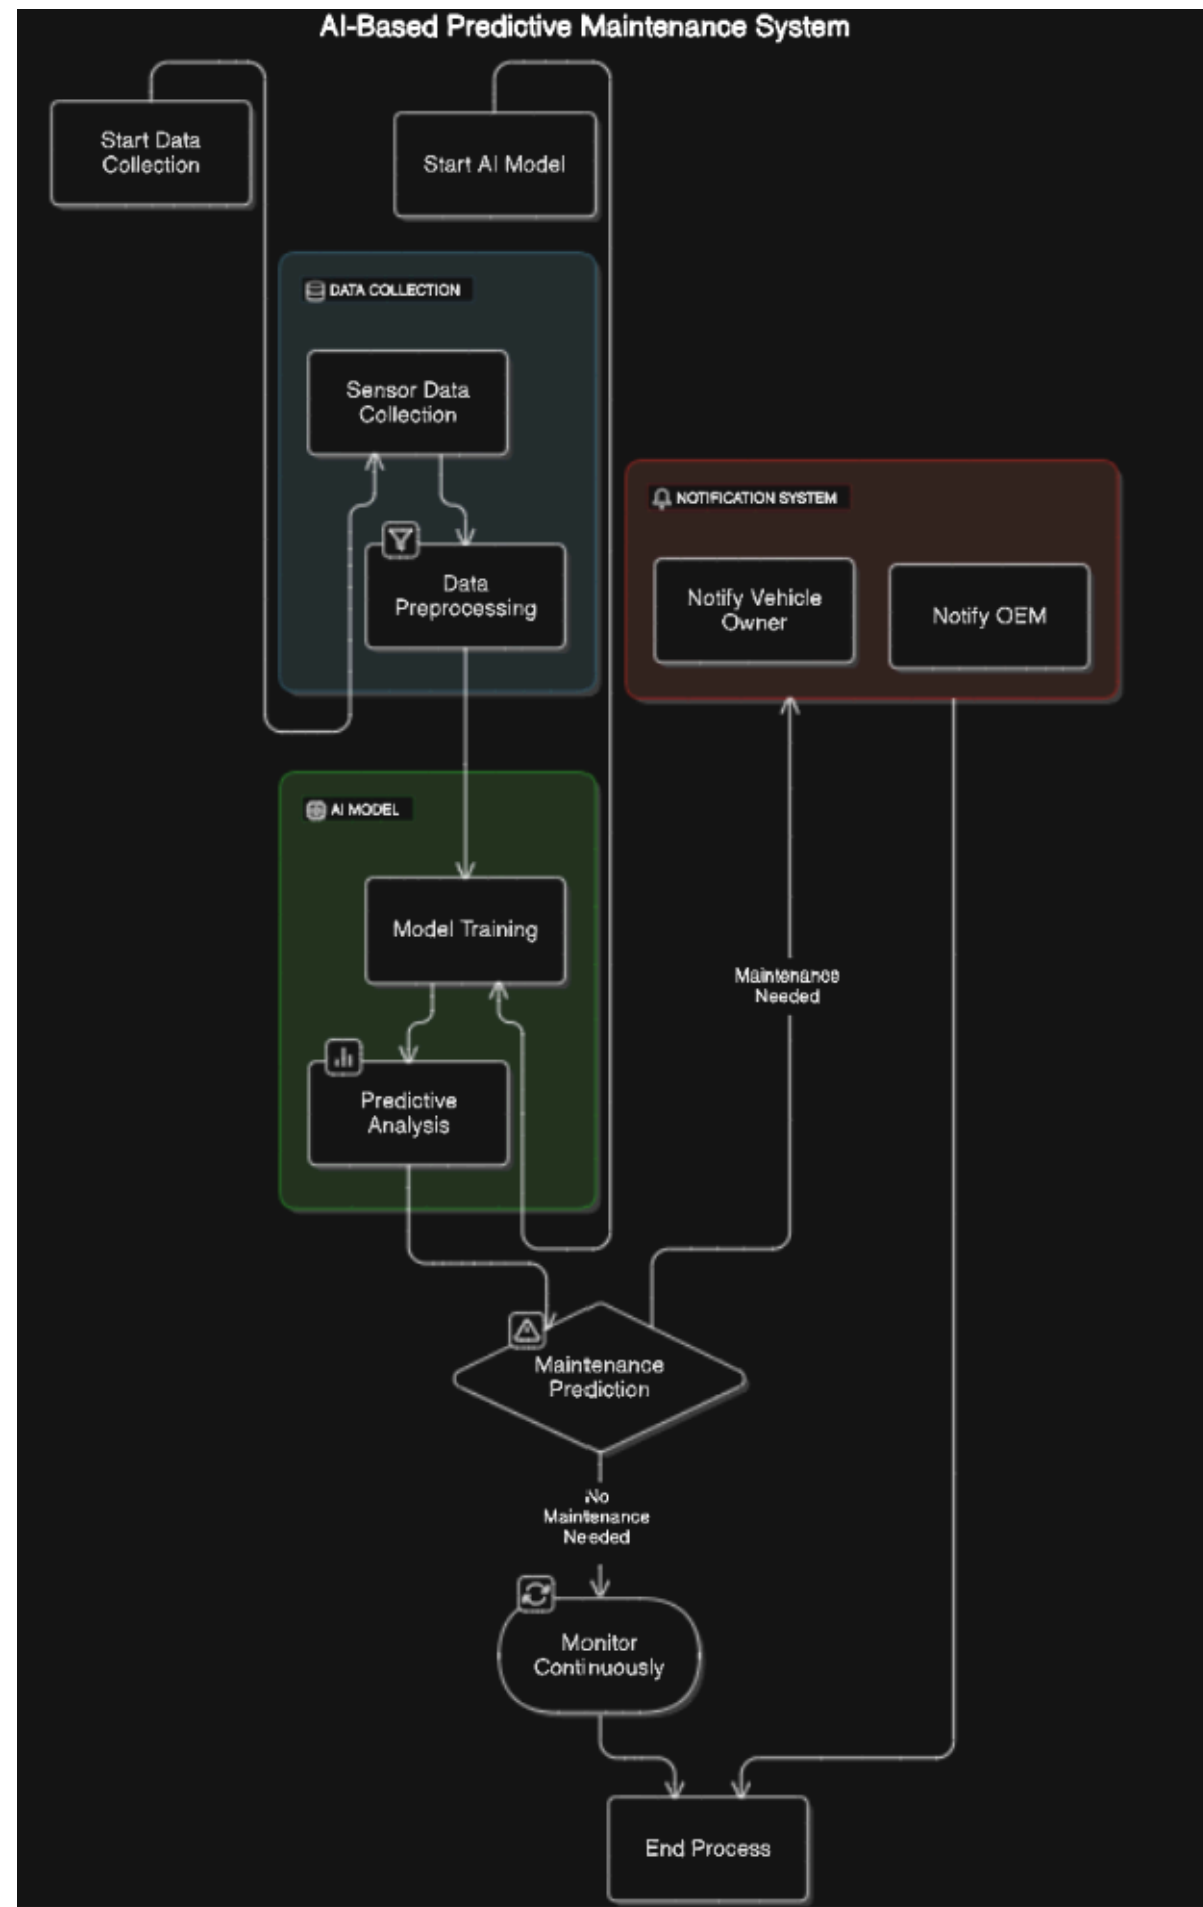 AI-Based Predictive Maintenance System
Start Data
Collection
Start AI Model
DATA COLLECTION
Sensor Data
Collection
Data
Preprocessing
NOTIFICATION SYSTEM
Notify Vehicle
Owner
Notify OEM
AI MODEL
Model Training
Predictive
Analysis
Maintenance
Needed
Maintenance
Prediction
No
Maintenance
Needed
Monitor
Continuously
End Process